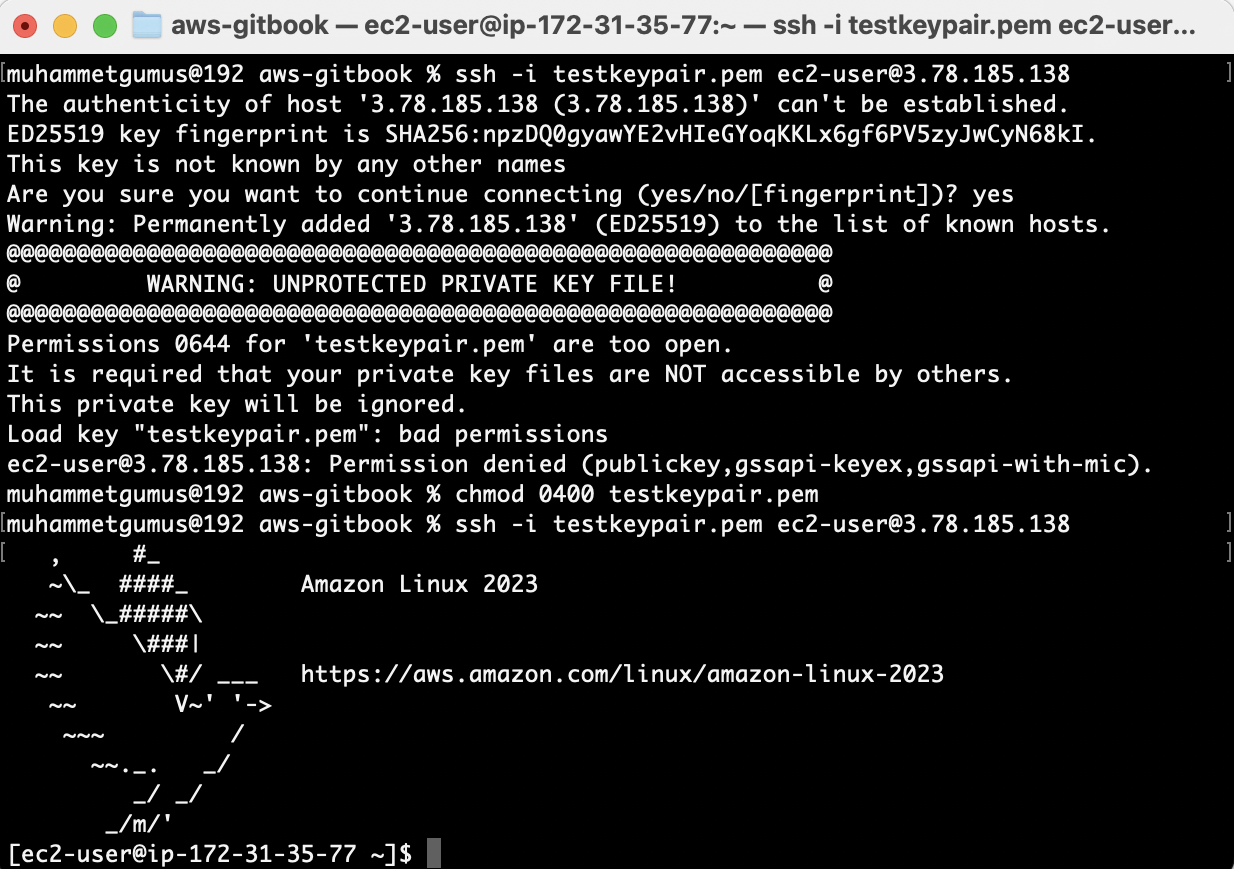 aws-gitbook — ec2-user@ip-172-31-35-77:~ — ssh -i testkeypair.pem ec2-user...
[muhammetgumus@192 aws-gitbook % ssh -i testkeypair.pem ec2-user@3.78.185.138 ]
The authenticity of host '3.78.185.138 (3.78.185.138)' can't be established.
ED25519 key fingerprint is SHA256:npzDQ0gyawYE2vHIeGYoqKKLx6gf6PV5zyJwCyN68kI.
This key is not known by any other names
Are you sure you want to continue connecting (yes/no/[fingerprint])? yes
Warning: Permanently added '3.78.185.138' (ED25519) to the list of known hosts.
@@@@@@@@@@@@@@@@@@@@@@@@@@@@@@@@@@@@@@@@@@@@@@@@@@@@@@@@@@@
@         WARNING: UNPROTECTED PRIVATE KEY FILE!          @
@@@@@@@@@@@@@@@@@@@@@@@@@@@@@@@@@@@@@@@@@@@@@@@@@@@@@@@@@@@
Permissions 0644 for 'testkeypair.pem' are too open.
It is required that your private key files are NOT accessible by others.
This private key will be ignored.
Load key "testkeypair.pem": bad permissions
ec2-user@3.78.185.138: Permission denied (publickey,gssapi-keyex,gssapi-with-mic).
muhammetgumus@192 aws-gitbook % chmod 0400 testkeypair.pem
[muhammetgumus@192 aws-gitbook % ssh -i testkeypair.pem ec2-user@3.78.185.138 ]
[   ,     #_ ]
   ~\_  ####_        Amazon Linux 2023
  ~~  \_#####\
  ~~     \###|
  ~~       \#/ ___   https://aws.amazon.com/linux/amazon-linux-2023
   ~~       V~' '->
    ~~~         /
      ~~._.   _/
         _/ _/
       _/m/'
[ec2-user@ip-172-31-35-77 ~]$